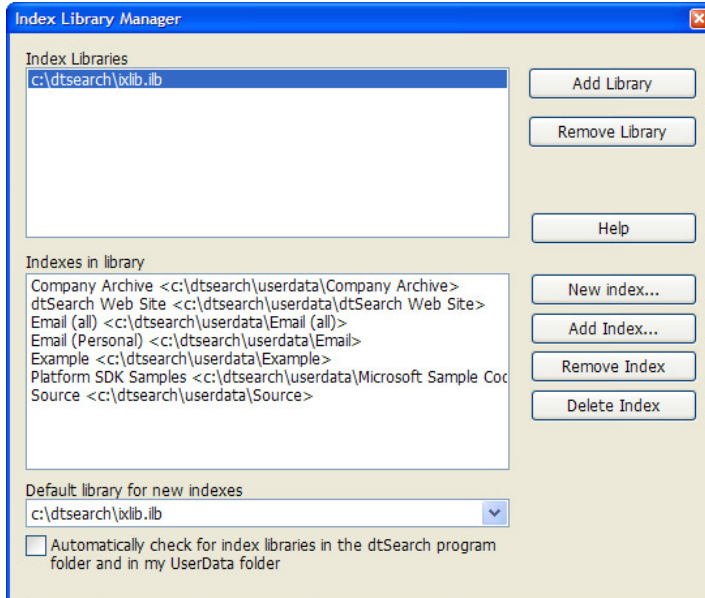 Index Library Manager
Index Libraries
c:\dtsearch\ixlib.ilb
Add Library
Remove Library
Help
Indexes in library
Company Archive <c:\dtsearch\userdata\Company Archive>
dtSearch Web Site <c:\dtsearch\userdata\dtSearch Web Site>
Email (all) <c:\dtsearch\userdata\Email (all)>
Email (Personal) <c:\dtsearch\userdata\Email>
Example <c:\dtsearch\userdata\Example>
Platform SDK Samples <c:\dtsearch\userdata\Microsoft Sample Coc
Source <c:\dtsearch\userdata\Source>
New index...
Add Index...
Remove Index
Delete Index
Default library for new indexes
c:\dtsearch\ixlib.ilb
Automatically check for index libraries in the dtSearch program
folder and in my UserData folder